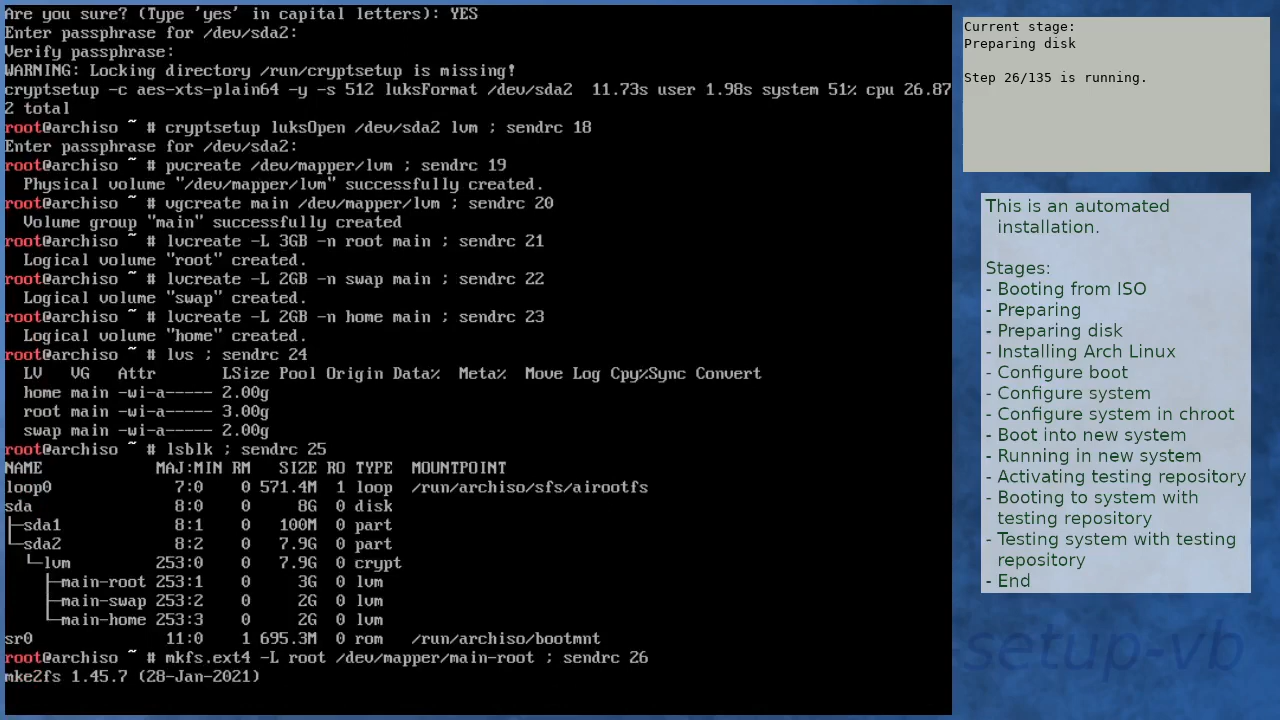 Are you sure? (Type 'yes' in capital letters): YES
Enter passphrase for /dev/sda2:
Verify passphrase:
WARNING: Locking directory /run/cryptsetup is missing!
cryptsetup -c aes-xts-plain64 -y -s 512 luksFormat /dev/sda2  11.73s user 1.98s system 51% cpu 26.87
2 total
root@archiso ~ # cryptsetup luksOpen /dev/sda2 lvm ; sendrc 18
Enter passphrase for /dev/sda2:
root@archiso ~ # pvcreate /dev/mapper/lvm ; sendrc 19
  Physical volume "/dev/mapper/lvm" successfully created.
root@archiso ~ # vgcreate main /dev/mapper/lvm ; sendrc 20
  Volume group "main" successfully created
root@archiso ~ # lvcreate -L 3GB -n root main ; sendrc 21
  Logical volume "root" created.
root@archiso ~ # lvcreate -L 2GB -n swap main ; sendrc 22
  Logical volume "swap" created.
root@archiso ~ # lvcreate -L 2GB -n home main ; sendrc 23
  Logical volume "home" created.
root@archiso ~ # lvs ; sendrc 24
  LV   VG   Attr       LSize Pool Origin Data%  Meta%  Move Log Cpy%Sync Convert
  home main -wi-a----- 2.00g
  root main -wi-a----- 3.00g
  swap main -wi-a----- 2.00g
root@archiso ~ # lsblk ; sendrc 25
NAME            MAJ:MIN RM   SIZE RO TYPE  MOUNTPOINT
loop0             7:0    0 571.4M  1 loop  /run/archiso/sfs/airootfs
sda               8:0    0     8G  0 disk
├─sda1            8:1    0   100M  0 part
└─sda2            8:2    0   7.9G  0 part
  └─lvm         253:0    0   7.9G  0 crypt
    ├─main-root 253:1    0     3G  0 lvm
    ├─main-swap 253:2    0     2G  0 lvm
    └─main-home 253:3    0     2G  0 lvm
sr0              11:0    1 695.3M  0 rom   /run/archiso/bootmnt
root@archiso ~ # mkfs.ext4 -L root /dev/mapper/main-root ; sendrc 26
mke2fs 1.45.7 (28-Jan-2021)
Current stage:
Preparing disk
Step 26/135 is running.
This is an automated
installation.
Stages:
- Booting from ISO
- Preparing
- Preparing disk
- Installing Arch Linux
- Configure boot
- Configure system
- Configure system in chroot
- Boot into new system
- Running in new system
- Activating testing repository
- Booting to system with
testing repository
- Testing system with testing
repository
- End
-setup-vb